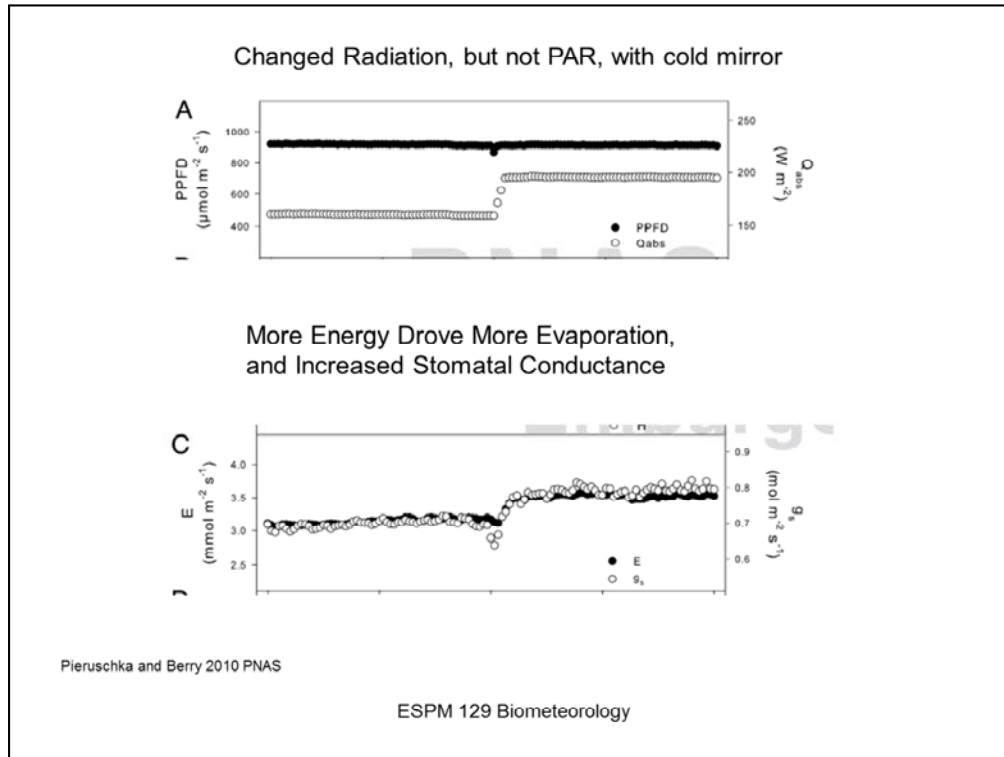 Changed Radiation, but not PAR, with cold mirror
A
PPFD
(µmol m⁻² s⁻¹)
1000
800
600
400
250
200
150
Q_abs
(W m⁻²)
PPFD
Qabs
More Energy Drove More Evaporation,
and Increased Stomatal Conductance
C
H
E
(mmol m⁻² s⁻¹)
4.0
3.5
3.0
2.5
0.9
0.8
0.7
0.6
g_s
(mol m⁻² s⁻¹)
E
g_s
Pieruschka and Berry 2010 PNAS
ESPM 129 Biometeorology